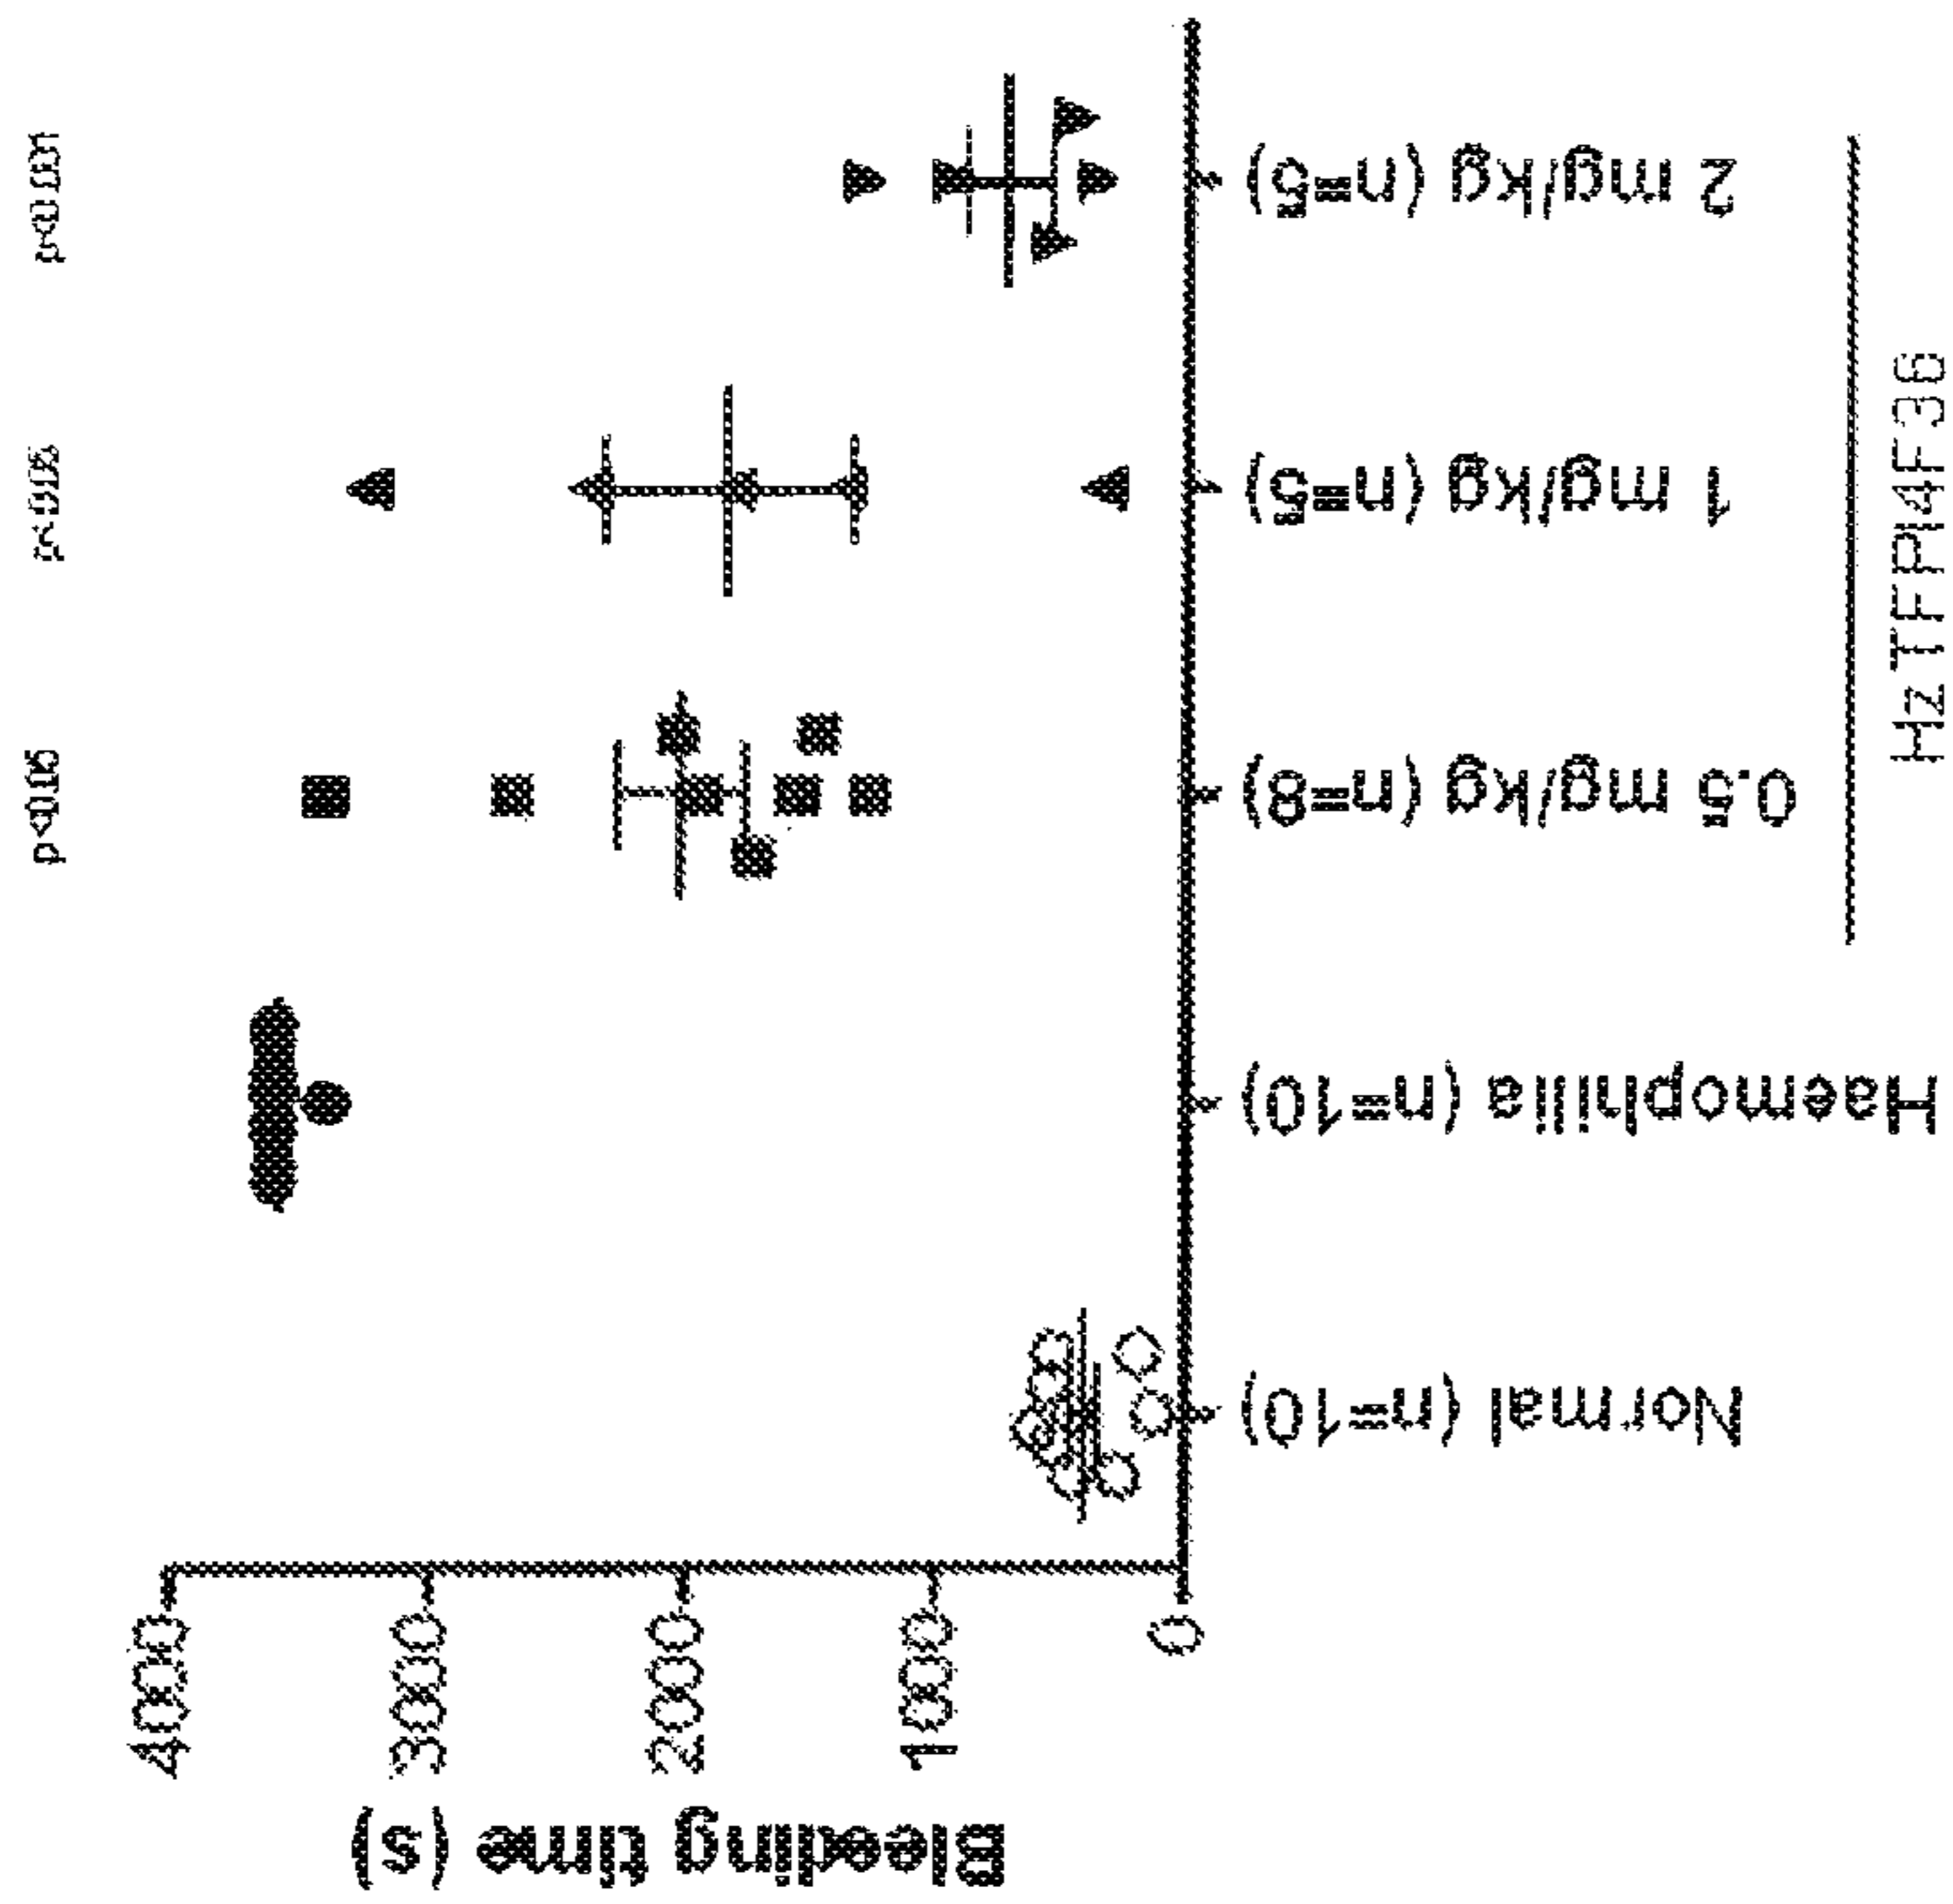 Bleeding time (s)
4000
3000
2000
1000
0
Normal (n=10)
Haemophilia (n=10)
0.5 mg/kg (n=8)
1 mg/kg (n=5)
2 mg/kg (n=5)
HzTFPI4F36